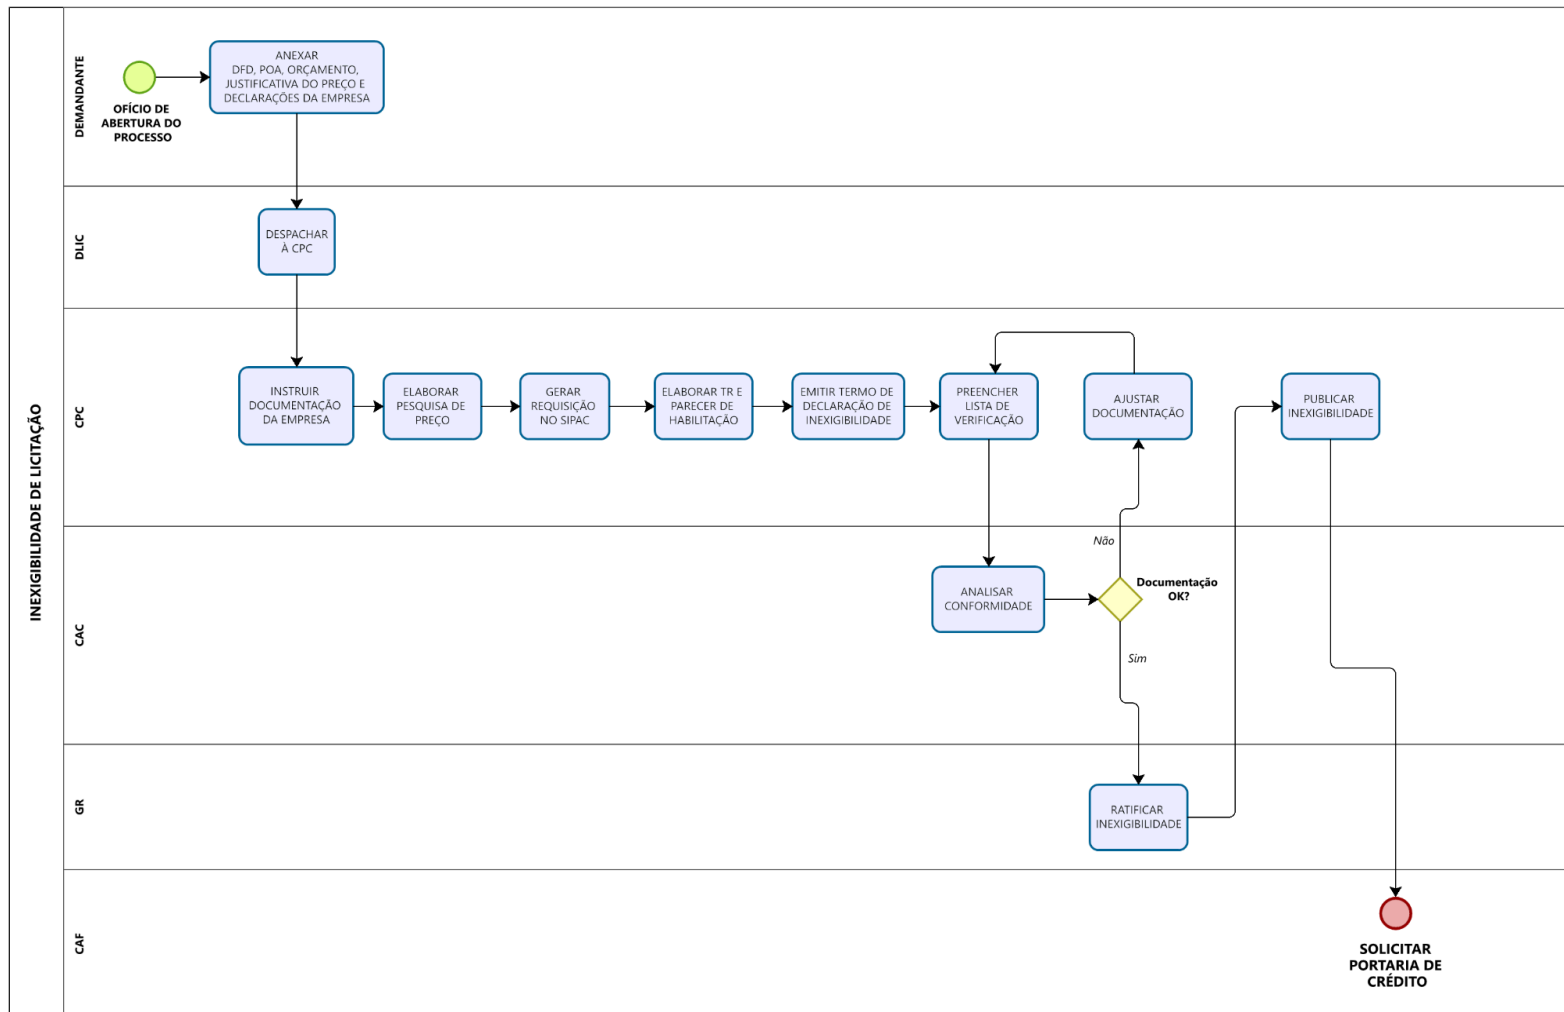 INEXIGIBILIDADE DE LICITAÇÃO
DEMANDANTE
OFÍCIO DE
ABERTURA DO
PROCESSO
ANEXAR
DFD, POA, ORÇAMENTO,
JUSTIFICATIVA DO PREÇO E
DECLARAÇÕES DA EMPRESA
DLIC
DESPACHAR
À CPC
CPC
INSTRUIR
DOCUMENTAÇÃO
DA EMPRESA
ELABORAR
PESQUISA DE
PREÇO
GERAR
REQUISIÇÃO
NO SIPAC
ELABORAR TR E
PARECER DE
HABILITAÇÃO
EMITIR TERMO DE
DECLARAÇÃO DE
INEXIGIBILIDADE
PREENCHER
LISTA DE
VERIFICAÇÃO
AJUSTAR
DOCUMENTAÇÃO
PUBLICAR
INEXIGIBILIDADE
CAC
ANALISAR
CONFORMIDADE
Não
Documentação
OK?
Sim
GR
RATIFICAR
INEXIGIBILIDADE
CAF
SOLICITAR
PORTARIA DE
CRÉDITO